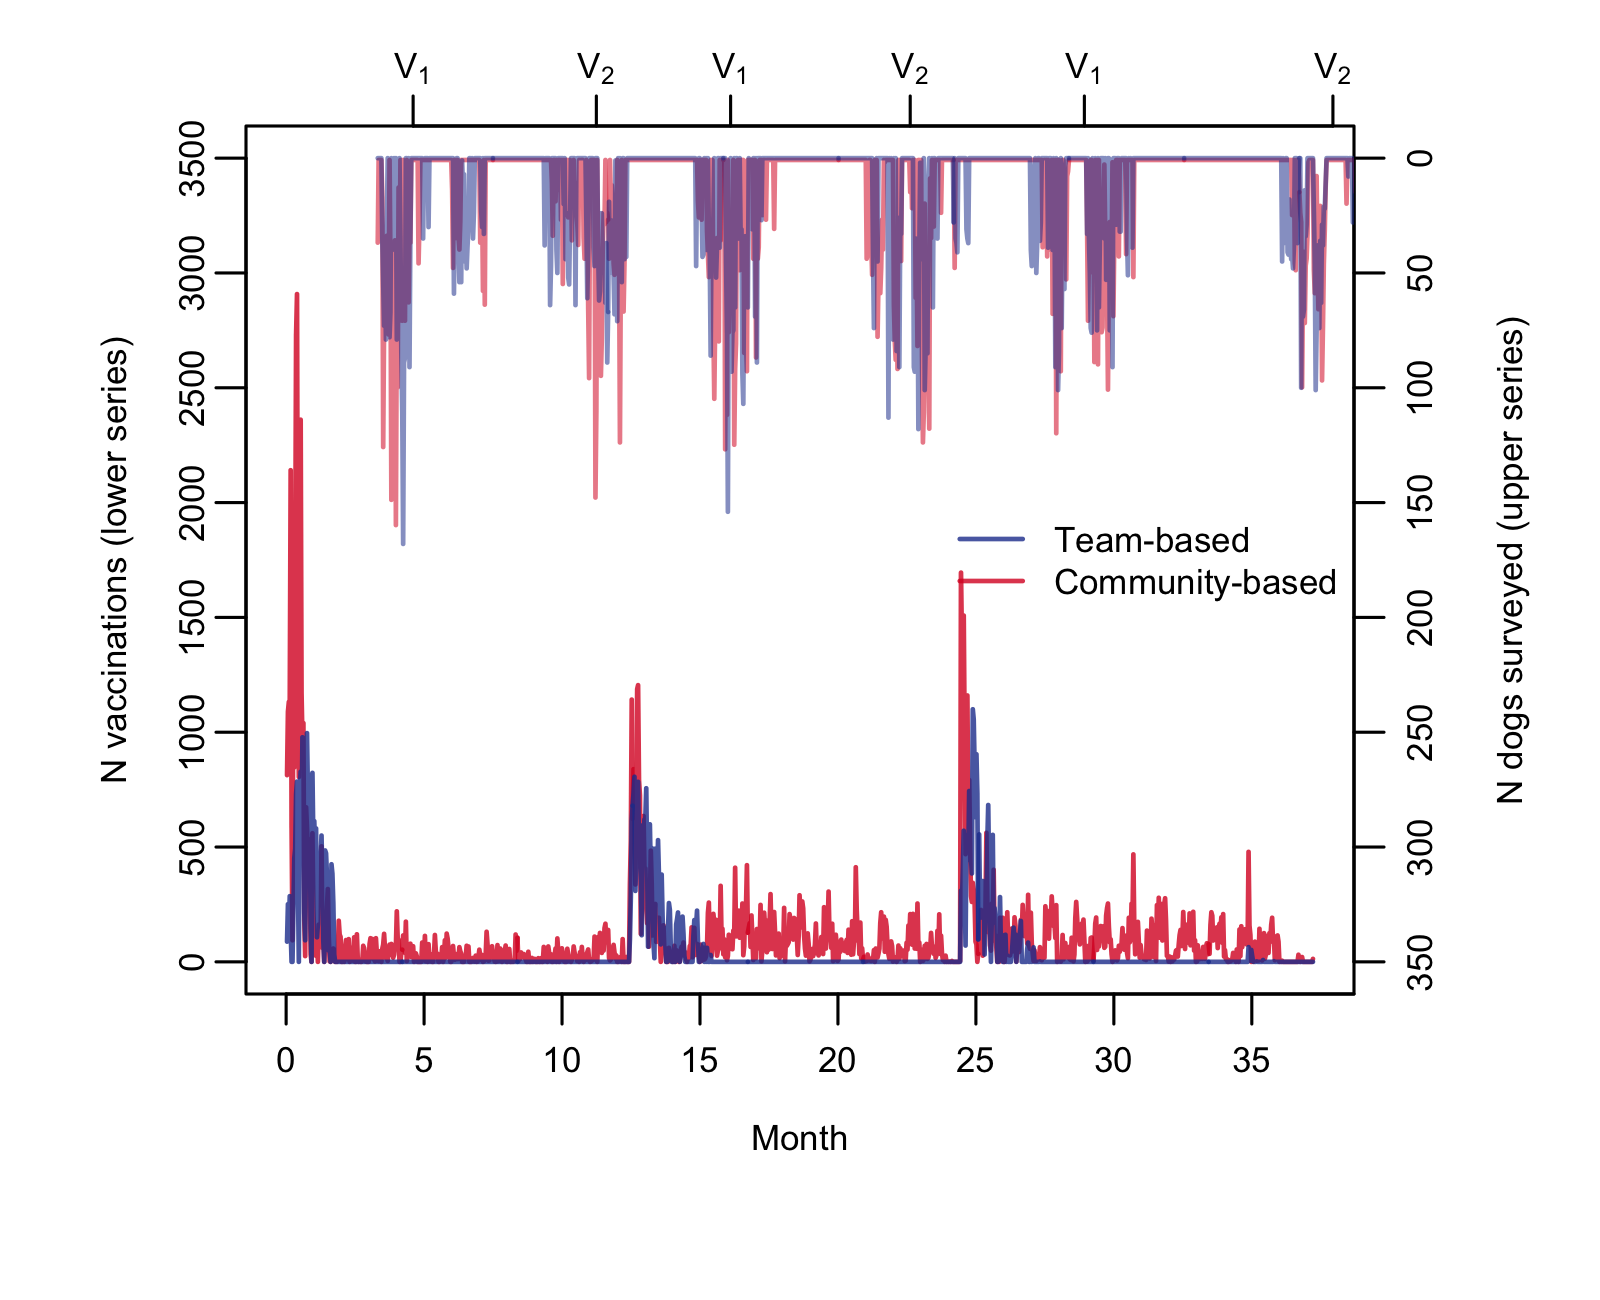 V₁ V₂ V₁ V₂ V₁ V₂
N vaccinations (lower series)
3500
3000
2500
2000
1500
1000
500
0
0
50
100
150
200
250
300
350
N dogs surveyed (upper series)
Team-based
Community-based
0 5 10 15 20 25 30 35
Month